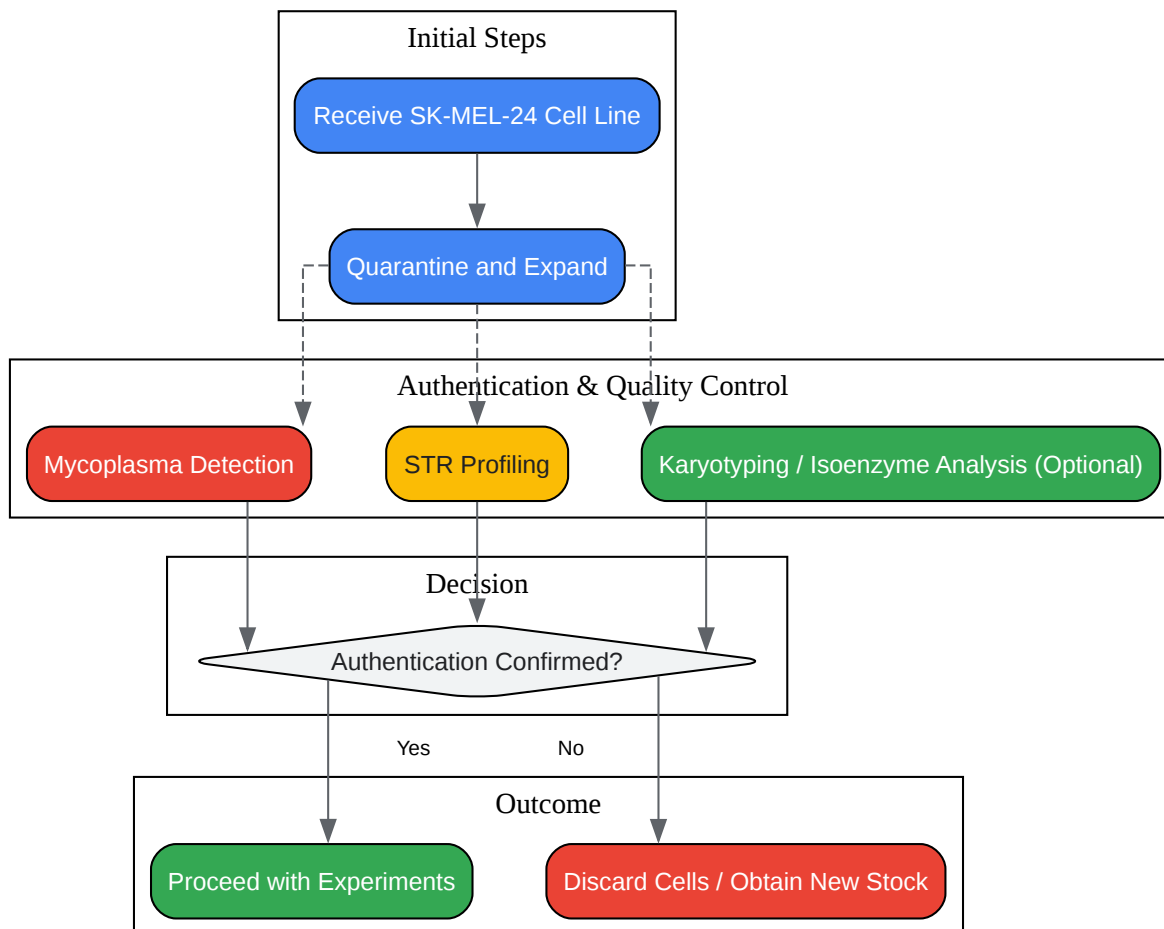 Initial Steps
Receive SK-MEL-24 Cell Line
Quarantine and Expand
Authentication & Quality Control
Mycoplasma Detection
STR Profiling
Karyotyping / Isoenzyme Analysis (Optional)
Decision
Authentication Confirmed?
Yes
No
Outcome
Proceed with Experiments
Discard Cells / Obtain New Stock